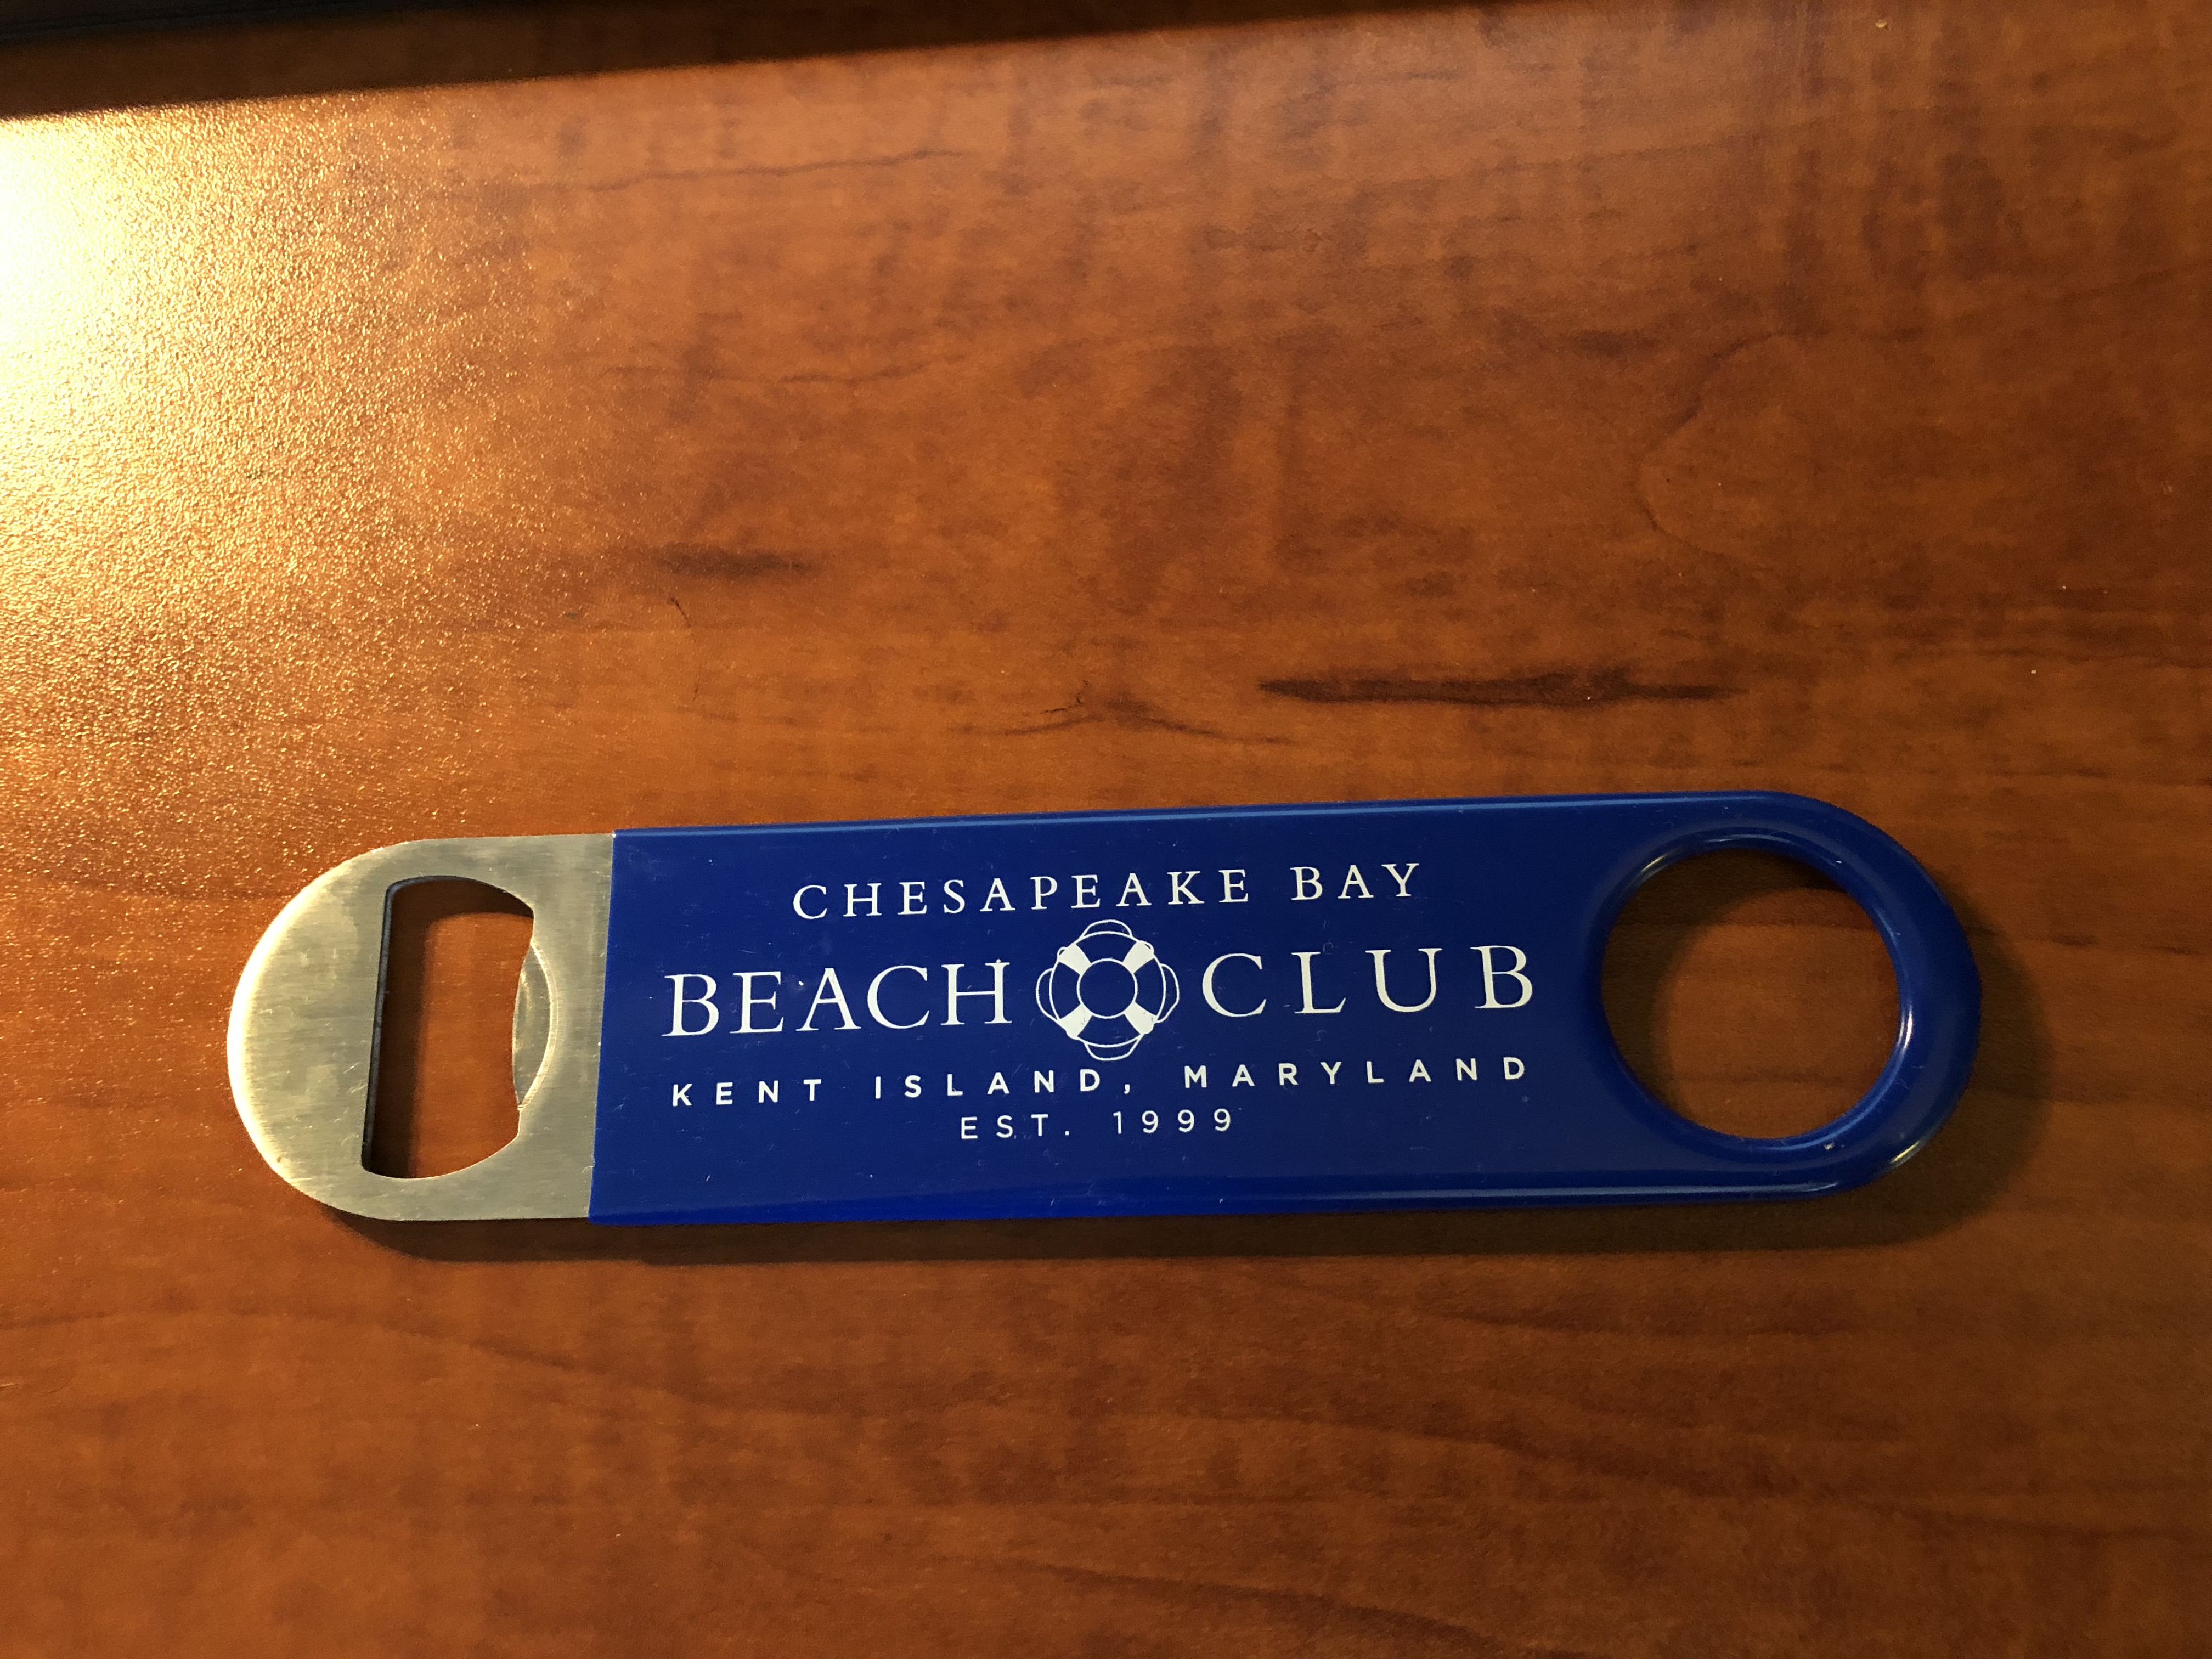 CHESAPEAKE BAY
BEACH CLUB
KENT ISLAND, MARYLAND
EST. 1999